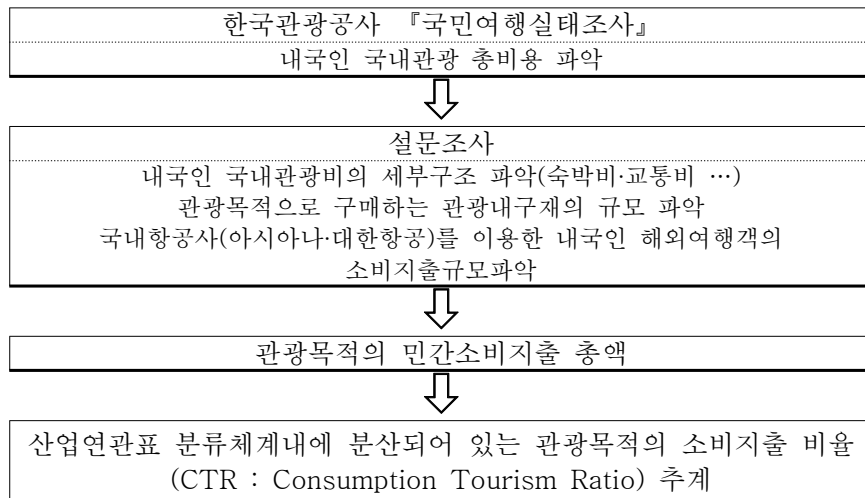 한국관광공사 『국민여행실태조사』
내국인 국내관광 총비용 파악
설문조사
내국인 국내관광비의 세부구조 파악(숙박비·교통비 …)
관광목적으로 구매하는 관광내구재의 규모 파악
국내항공사(아시아나·대한항공)를 이용한 내국인 해외여행객의
소비지출규모파악
관광목적의 민간소비지출 총액
산업연관표 분류체계내에 분산되어 있는 관광목적의 소비지출 비율
(CTR : Consumption Tourism Ratio) 추계